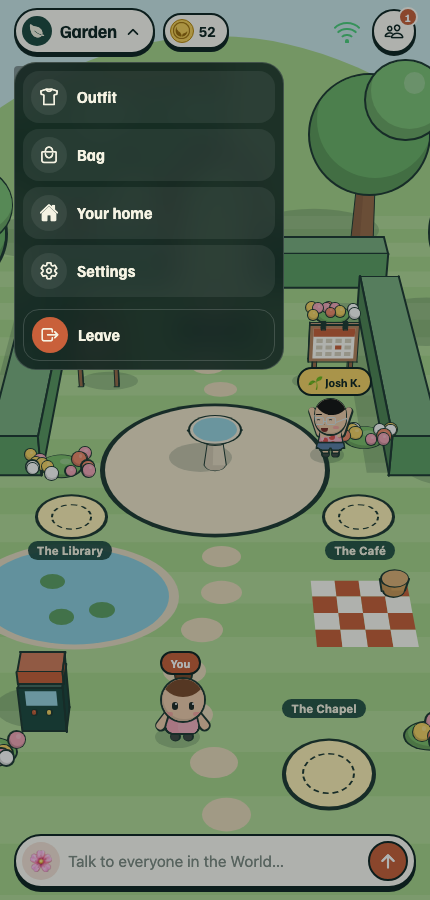 Garden
52
1
Outfit
Bag
Your home
Settings
Leave
Josh K.
The Library
The Café
You
The Chapel
Talk to everyone in the World...